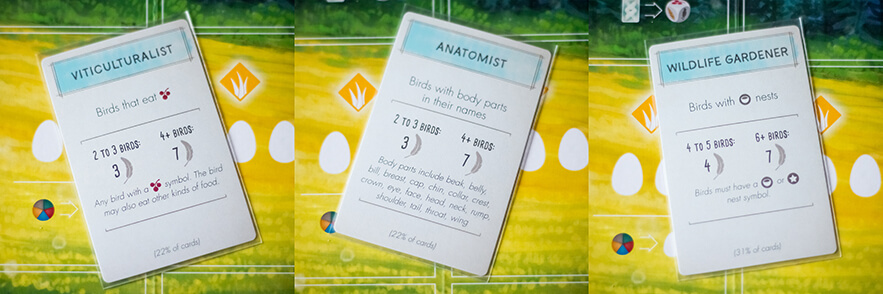 VITICULTURALIST
Birds that eat
2 TO 3 BIRDS:
3
4+ BIRDS:
7
Any bird with a symbol. The bird
may also eat other kinds of food.
(22% of cards)
ANATOMIST
Birds with body parts
in their names
2 TO 3 BIRDS:
3
4+ BIRDS:
7
Body parts include beak, belly,
bill, breast, cap, chin, collar, crest,
crown, eye, face, head, neck, rump,
shoulder, tail, throat, wing
(22% of cards)
WILDLIFE GARDENER
Birds with nests
4 TO 5 BIRDS:
4
6+ BIRDS:
7
Birds must have a or
nest symbol.
(31% of cards)